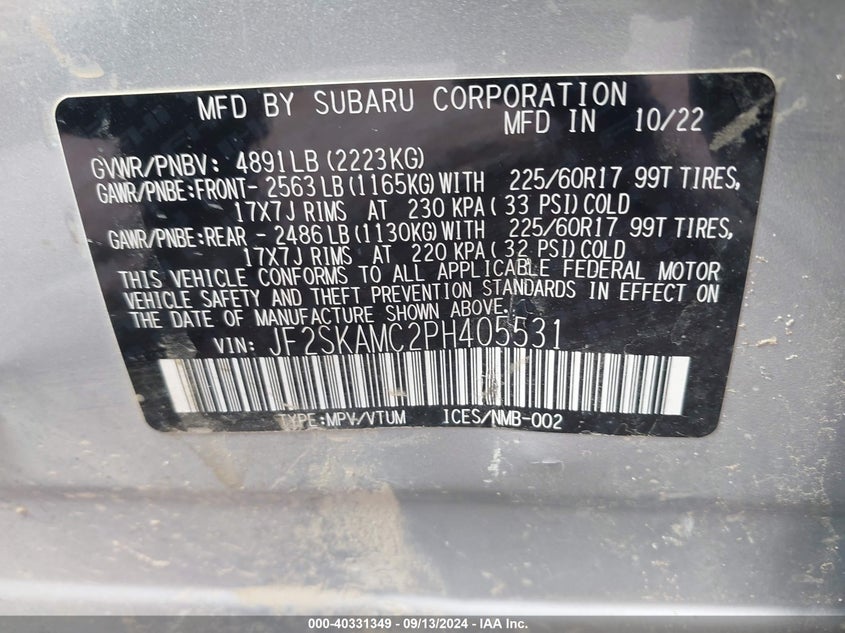 MFD BY SUBARU CORPORATION
MFD IN 10/22
GVWR/PNBV: 4891LB (2223KG)
GAWR/PNBE:FRONT- 2563LB (1165KG) WITH 225/60R17 99T TIRES,
17X7J RIMS AT 230 KPA ( 33 PSI) COLD
GAWR/PNBE:REAR - 2486LB (1130KG) WITH 225/60R17 99T TIRES,
17X7J RIMS AT 220 KPA ( 32 PSI) COLD
THIS VEHICLE CONFORMS TO ALL APPLICABLE FEDERAL MOTOR
VEHICLE SAFETY AND THEFT PREVENTION STANDARDS IN EFFECT ON
THE DATE OF MANUFACTURE SHOWN ABOVE.
VIN: JF2SKAMC2PH405531
TYPE:MPV/VTUM ICES/NMB-002
000-40331349 - 09/13/2024 - IAA Inc.